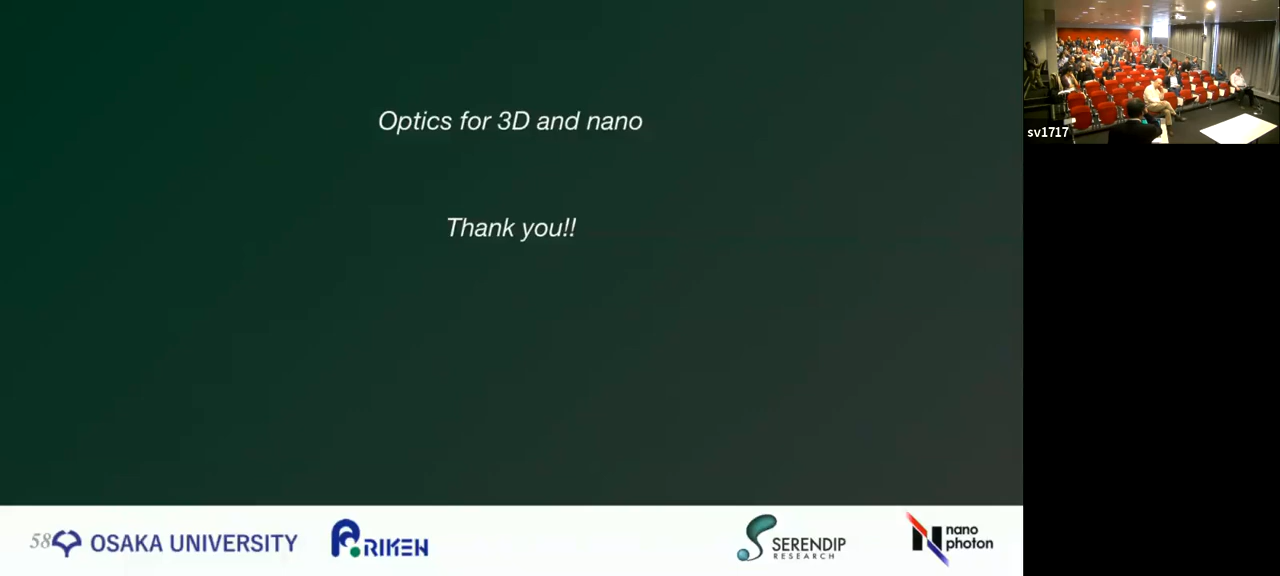 Optics for 3D and nano
Thank you!!
sv1717
58
OSAKA UNIVERSITY
RIKEN
SERENDIP
RESEARCH
nano
photon